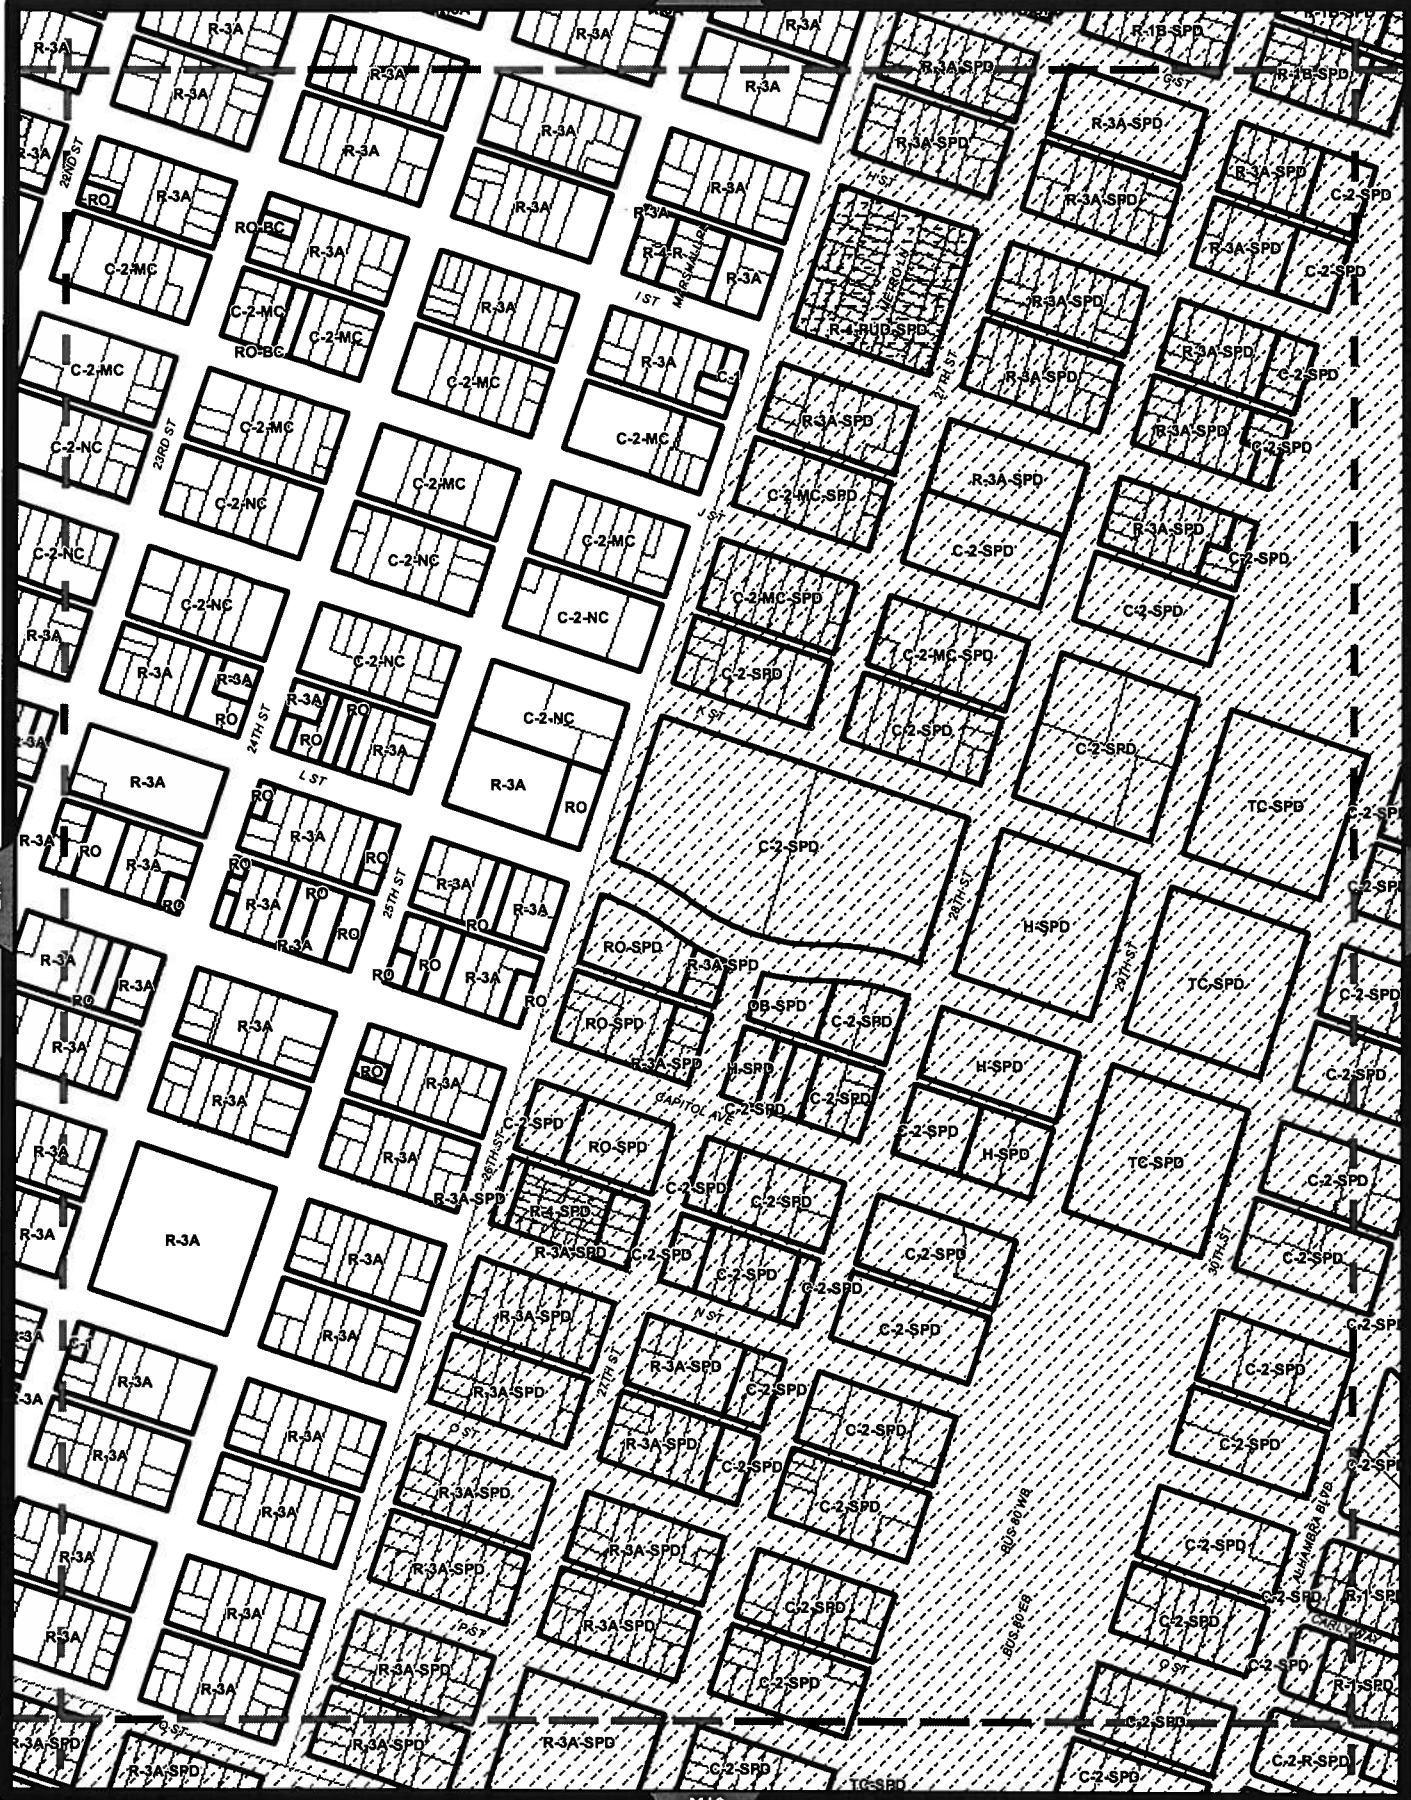 R-3A
R-3A
R-3A
R-3A
R-3A-SPD
R-1B-SPD
R-1B-SPD
R-3A
R-3A
R-3A
G ST
R-3A
R-3A
R-3A-SPD
R-3A-SPD
22ND ST
R-3A
R-3A
H ST
R-3A-SPD
C-2-SPD
RO
R-3A
R-3A
R-3A
R-3A-SPD
RO-BC
R-3A
R-4-R
MARSHALL
R-3A
METRO LN
R-3A-SPD
C-2-MC
I ST
R-3A
R-3A-SPD
C-2-SPD
C-2-MC
C-2-MC
R-4-RUD-SPD
RO-BC
R-3A
R-3A-SPD
C-2-SPD
C-2-MC
C-2-MC
C-1
27TH ST
R-3A-SPD
23RD ST
C-2-MC
C-2-MC
R-3A-SPD
R-3A-SPD
C-2-SPD
C-2-NC
C-2-MC
C-2-MC-SPD
R-3A-SPD
C-2-NC
J ST
R-3A-SPD
C-2-NC
C-2-NC
C-2-MC
C-2-SPD
C-2-SPD
R-3A
C-2-NC
C-2-NC
C-2-MC-SPD
C-2-SPD
R-3A
R-3A
C-2-NC
C-2-SPD
C-2-MC-SPD
RO
24TH ST
R-3A
RO
C-2-NC
K ST
C-2-SPD
C-2-SPD
RO
R-3A
R-3A
L ST
R-3A
RO
TC-SPD
C-2-SPD
R-3A
RO
R-3A
RO
R-3A
RO
C-2-SPD
RO
RO
R-3A
RO
25TH ST
R-3A
R-3A
28TH ST
C-2-SPD
R-3A
RO
RO
H-SPD
R-3A
RO
R-3A
RO
RO
R-3A
RO
RO-SPD
R-3A-SPD
29TH ST
TC-SPD
C-2-SPD
R-3A
R-3A
RO-SPD
OB-SPD
C-2-SPD
R-3A
RO
R-3A
R-3A-SPD
H-SPD
H-SPD
C-2-SPD
CAPITOL AVE
C-2-SPD
C-2-SPD
R-3A
R-3A
26TH ST
C-2-SPD
RO-SPD
C-2-SPD
H-SPD
TC-SPD
R-3A
R-3A
R-3A-SPD
R-4-SPD
R-3A-SPD
C-2-SPD
C-2-SPD
C-2-SPD
R-3A
C-2-SPD
C-2-SPD
C-2-SPD
C-2-SPD
30TH ST
C-2-SPD
R-3A
R-3A-SPD
N ST
C-2-SPD
C-2-SPD
C-1
R-3A
R-3A-SPD
27TH ST
R-3A-SPD
C-2-SPD
C-2-SPD
R-3A
R-3A
O ST
R-3A-SPD
C-2-SPD
C-2-SPD
C-2-SPD
C-2-SPD
R-3A
R-3A-SPD
C-2-SPD
BUS 80 WB
ALHAMBRA BLVD
R-3A
R-3A-SPD
R-3A-SPD
C-2-SPD
R-3A
R-3A
P ST
R-3A-SPD
C-2-SPD
BUS 80 EB
C-2-SPD
C-2-SPD
R-1-SPD
CARLY WAY
R-3A
R-3A-SPD
C-2-SPD
Q ST
C-2-SPD
R-1-SPD
Q ST
R-3A-SPD
R-3A-SPD
R-3A-SPD
R-3A-SPD
C-2-SPD
C-2-SPD
C-2-SPD
C-2-R-SPD
TC-SPD